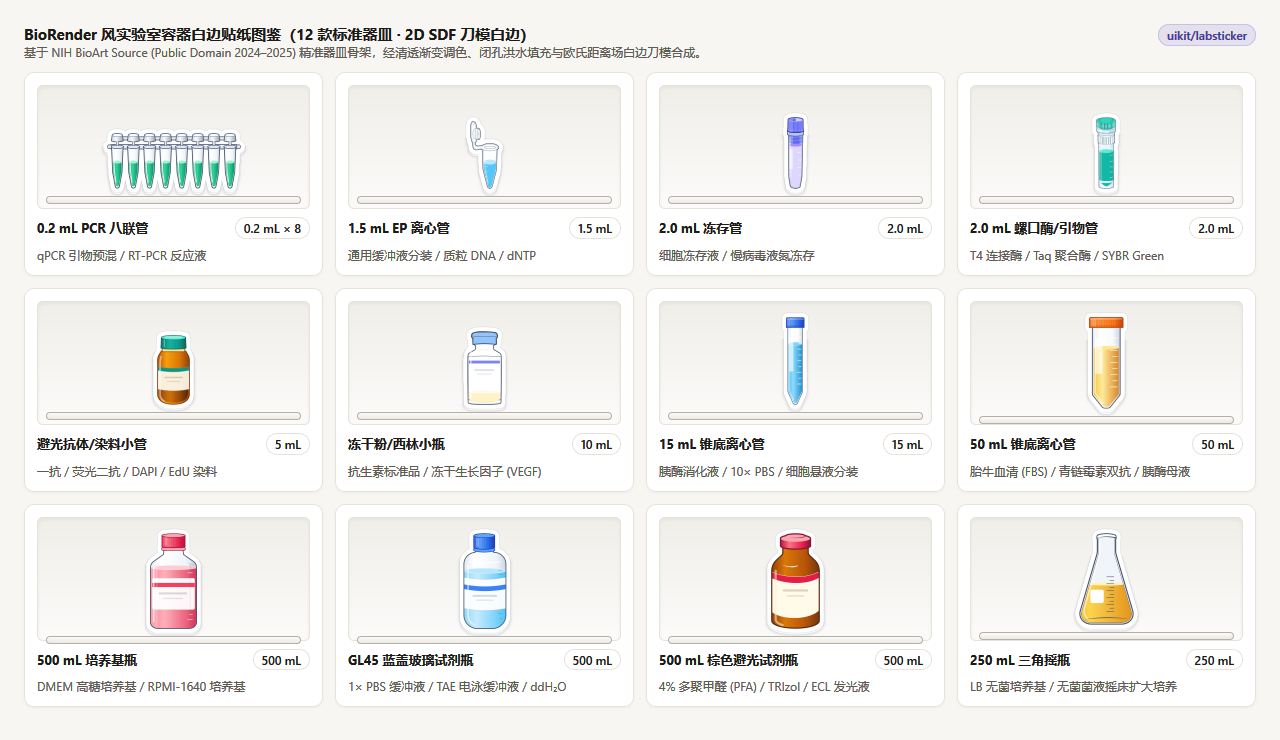 BioRender 风实验室容器白边贴纸图鉴（12 款标准器皿 · 2D SDF 刀模白边）
uikit/labsticker
基于 NIH BioArt Source (Public Domain 2024–2025) 精准器皿骨架，经清透渐变调色、闭孔洪水填充与欧氏距离场白边刀模合成。
0.2 mL PCR 八联管
0.2 mL × 8
qPCR 引物预混 / RT-PCR 反应液
1.5 mL EP 离心管
1.5 mL
通用缓冲液分装 / 质粒 DNA / dNTP
2.0 mL 冻存管
2.0 mL
细胞冻存液 / 慢病毒液氮冻存
2.0 mL 螺口酶/引物管
2.0 mL
T4 连接酶 / Taq 聚合酶 / SYBR Green
避光抗体/染料小管
5 mL
一抗 / 荧光二抗 / DAPI / EdU 染料
冻干粉/西林小瓶
10 mL
抗生素标准品 / 冻干生长因子 (VEGF)
15 mL 锥底离心管
15 mL
胰酶消化液 / 10× PBS / 细胞悬液分装
50 mL 锥底离心管
50 mL
胎牛血清 (FBS) / 青链霉素双抗 / 胰酶母液
500 mL 培养基瓶
500 mL
DMEM 高糖培养基 / RPMI-1640 培养基
GL45 蓝盖玻璃试剂瓶
500 mL
1× PBS 缓冲液 / TAE 电泳缓冲液 / ddH₂O
500 mL 棕色避光试剂瓶
500 mL
4% 多聚甲醛 (PFA) / TRIzol / ECL 发光液
250 mL 三角摇瓶
250 mL
LB 无菌培养基 / 无菌菌液摇床扩大培养